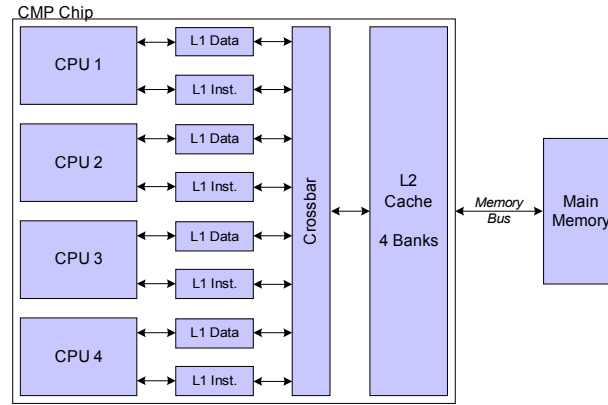 CMP Chip
CPU 1
L1 Data
L1 Inst.
CPU 2
L1 Data
L1 Inst.
CPU 3
L1 Data
L1 Inst.
CPU 4
L1 Data
L1 Inst.
Crossbar
L2
Cache
4 Banks
Memory
Bus
Main
Memory